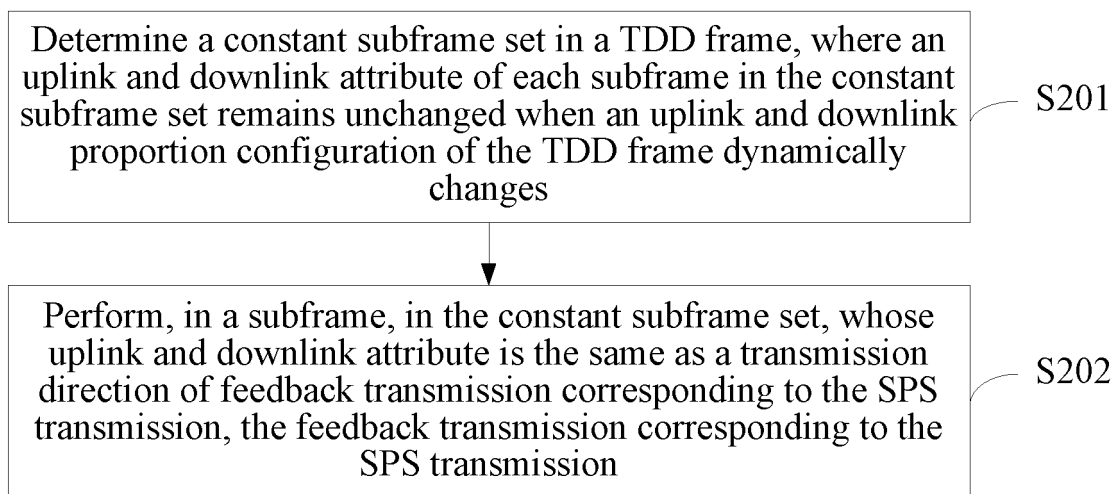 Determine a constant subframe set in a TDD frame, where an
uplink and downlink attribute of each subframe in the constant
subframe set remains unchanged when an uplink and downlink
proportion configuration of the TDD frame dynamically
changes
S201
Perform, in a subframe, in the constant subframe set, whose
uplink and downlink attribute is the same as a transmission
direction of feedback transmission corresponding to the SPS
transmission, the feedback transmission corresponding to the
SPS transmission
S202